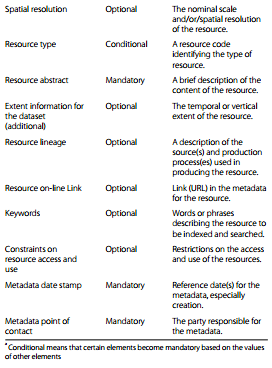 Spatial resolution Optional The nominal scale
and/or/spatial resolution
of the resource.
Resource type Conditional A resource code
identifying the type of
resource.
Resource abstract Mandatory A brief description of the
content of the resource.
Extent information for Optional The temporal or vertical
the dataset extent of the resource.
(additional)
Resource lineage Optional A description of the
source(s) and production
process(es) used in
producing the resource.
Resource on-line Link Optional Link (URL) in the metadata
for the resource.
Keywords Optional Words or phrases
describing the resource to
be indexed and searched.
Constraints on Optional Restrictions on the access
resource access and and use of the resources.
use
Metadata date stamp Mandatory Reference date(s) for the
metadata, especially
creation.
Metadata point of Mandatory The party responsible for
contact the metadata.
a Conditional means that certain elements become mandatory based on the values
of other elements